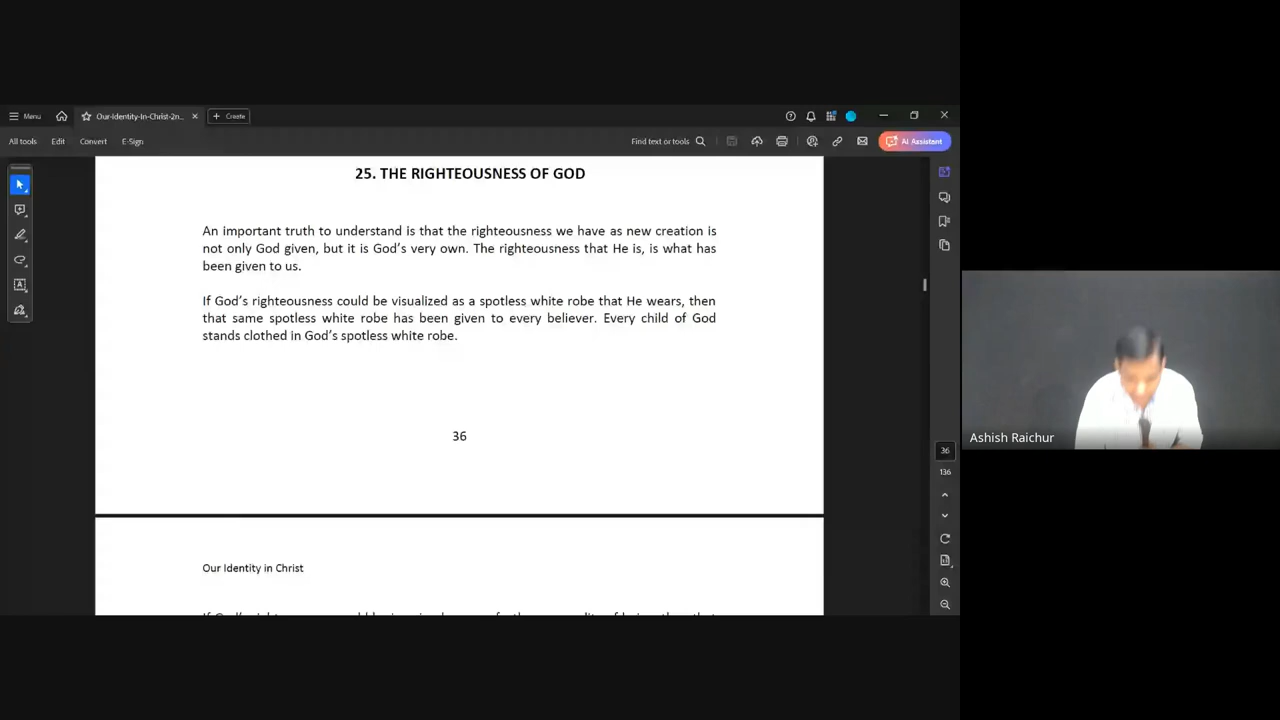 Menu
Our-Identity-In-Christ-2n...
Create
All tools
Edit
Convert
E-Sign
Find text or tools
AI Assistant
25. THE RIGHTEOUSNESS OF GOD
An important truth to understand is that the righteousness we have as new creation is
not only God given, but it is God’s very own. The righteousness that He is, is what has
been given to us.
If God’s righteousness could be visualized as a spotless white robe that He wears, then
that same spotless white robe has been given to every believer. Every child of God
stands clothed in God’s spotless white robe.
36
Our Identity in Christ
36
136
Ashish Raichur